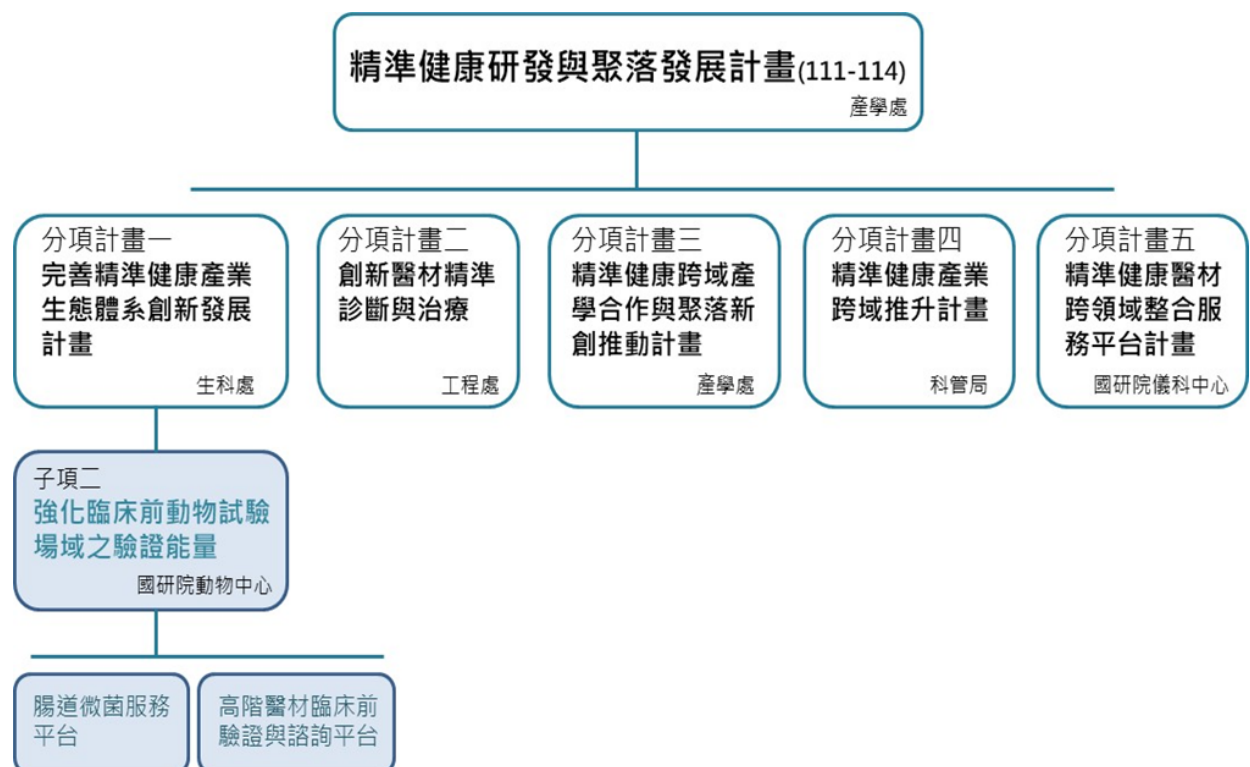 精準健康研發與聚落發展計畫(111-114)
產學處
分項計畫一
完善精準健康產業
生態體系創新發展
計畫
生科處
分項計畫二
創新醫材精準
診斷與治療
工程處
分項計畫三
精準健康跨域產
學合作與聚落新
創推動計畫
產學處
分項計畫四
精準健康產業
跨域推升計畫
科管局
分項計畫五
精準健康醫材
跨領域整合服
務平台計畫
國研院儀科中心
子項二
強化臨床前動物試驗
場域之驗證能量
國研院動物中心
腸道微菌服務
平台
高階醫材臨床前
驗證與諮詢平台